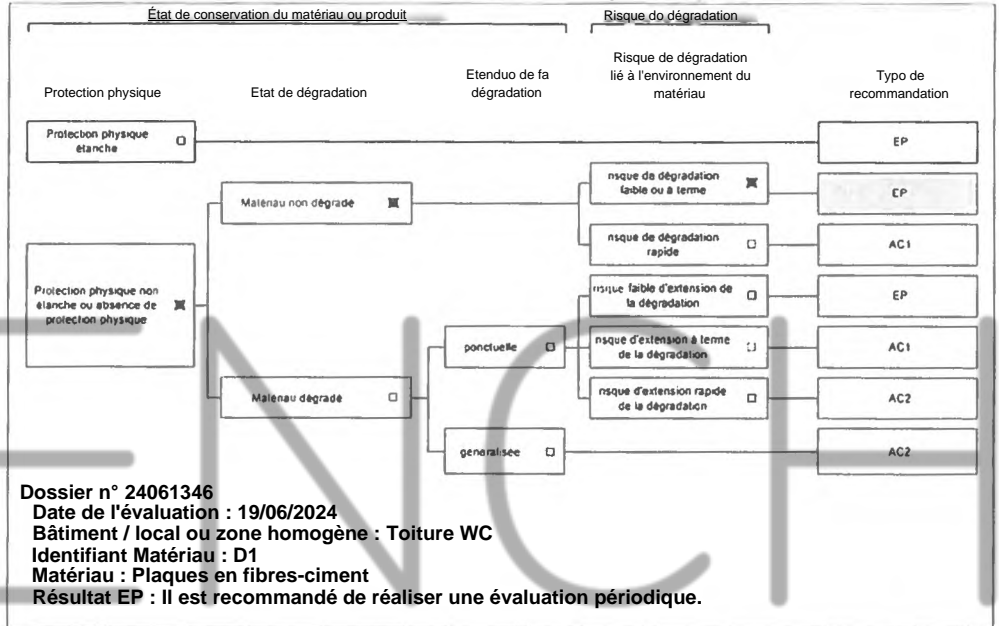 État de conservation du matériau ou produit
Risque do dégradation
Protection physique
Etat de dégradation
Etenduo de fa
dégradation
Risque de dégradation
lié à l'environnement du
matériau
Typo de
recommandation
Protection physique
étanche
EP
Matériau non dégradé
risque de dégradation
faible ou à terme
EP
risque de dégradation
rapide
AC1
Protection physique non
étanche ou absence de
protection physique
risque faible d'extension de
la dégradation
EP
ponctuelle
risque d'extension à terme
de la dégradation
AC1
Matériau dégradé
risque d'extension rapide
de la dégradation
AC2
généralisée
AC2
ENCH
Dossier n° 24061346
Date de l'évaluation : 19/06/2024
Bâtiment / local ou zone homogène : Toiture WC
Identifiant Matériau : D1
Matériau : Plaques en fibres-ciment
Résultat EP : Il est recommandé de réaliser une évaluation périodique.